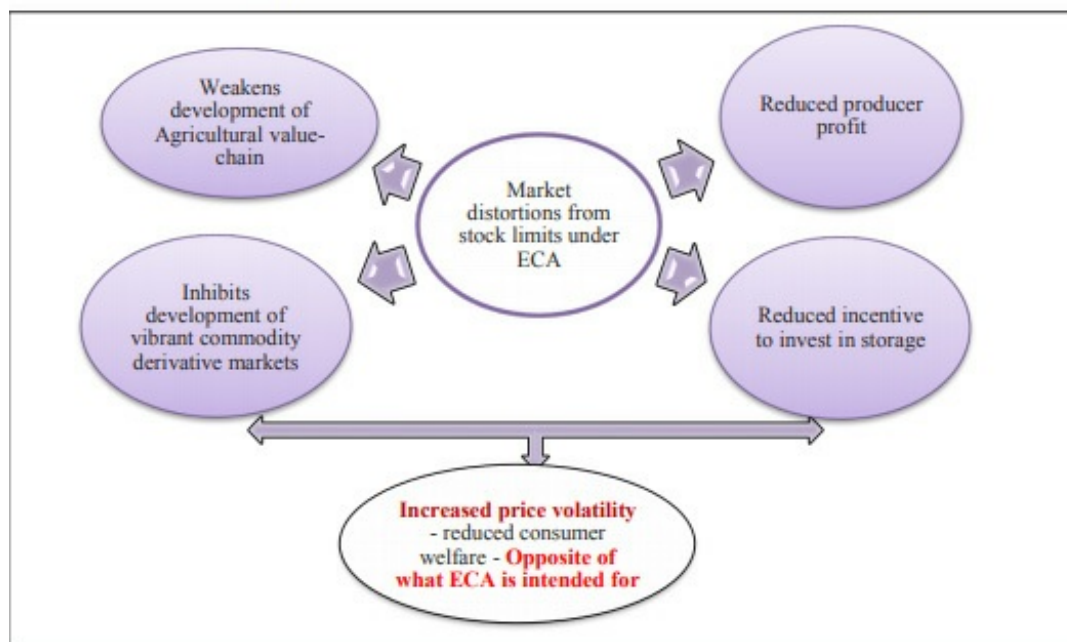 Weakens
development of
Agricultural value-
chain
Reduced producer
profit
Market
distortions from
stock limits under
ECA
Inhibits
development of
vibrant commodity
derivative markets
Reduced incentive
to invest in storage
Increased price volatility
- reduced consumer
welfare - Opposite of
what ECA is intended for